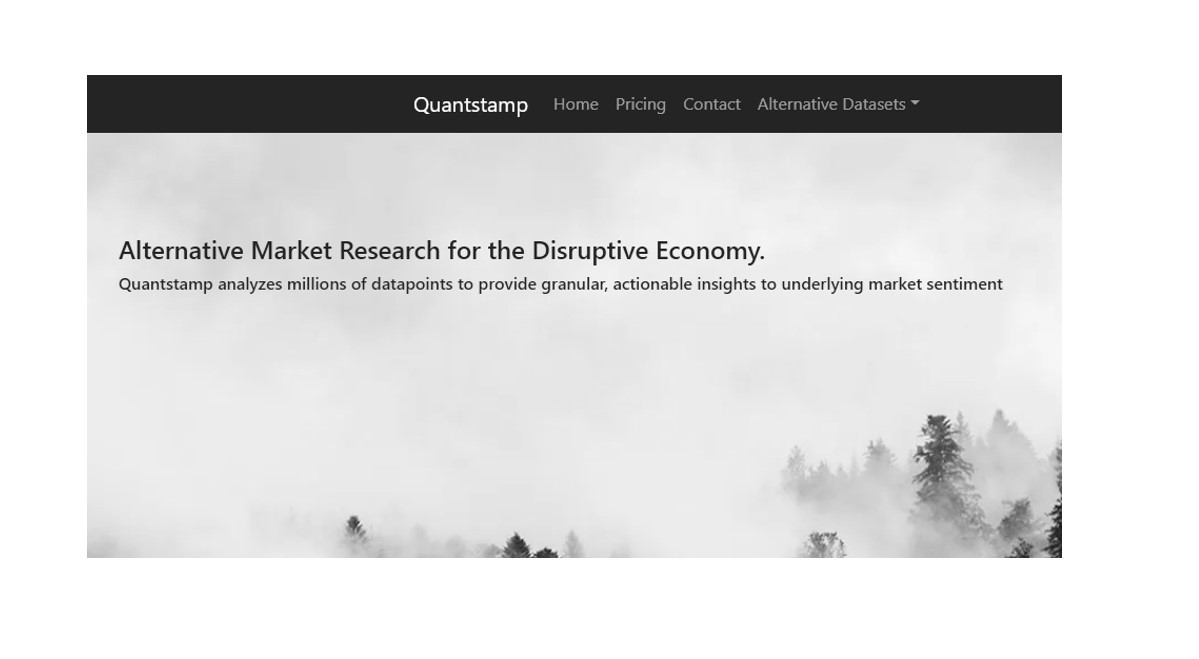 Quantstamp Home Pricing Contact Alternative Datasets
Alternative Market Research for the Disruptive Economy.
Quantstamp analyzes millions of datapoints to provide granular, actionable insights to underlying market sentiment